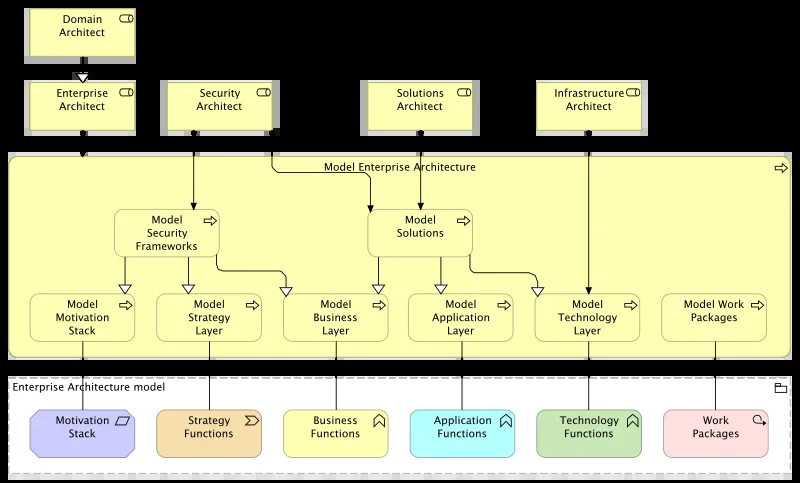 Domain
Architect
Enterprise
Architect
Security
Architect
Solutions
Architect
Infrastructure
Architect
Model Enterprise Architecture
Model
Security
Frameworks
Model
Solutions
Model
Motivation
Stack
Model
Strategy
Layer
Model
Business
Layer
Model
Application
Layer
Model
Technology
Layer
Model Work
Packages
Enterprise Architecture model
Motivation
Stack
Strategy
Functions
Business
Functions
Application
Functions
Technology
Functions
Work
Packages